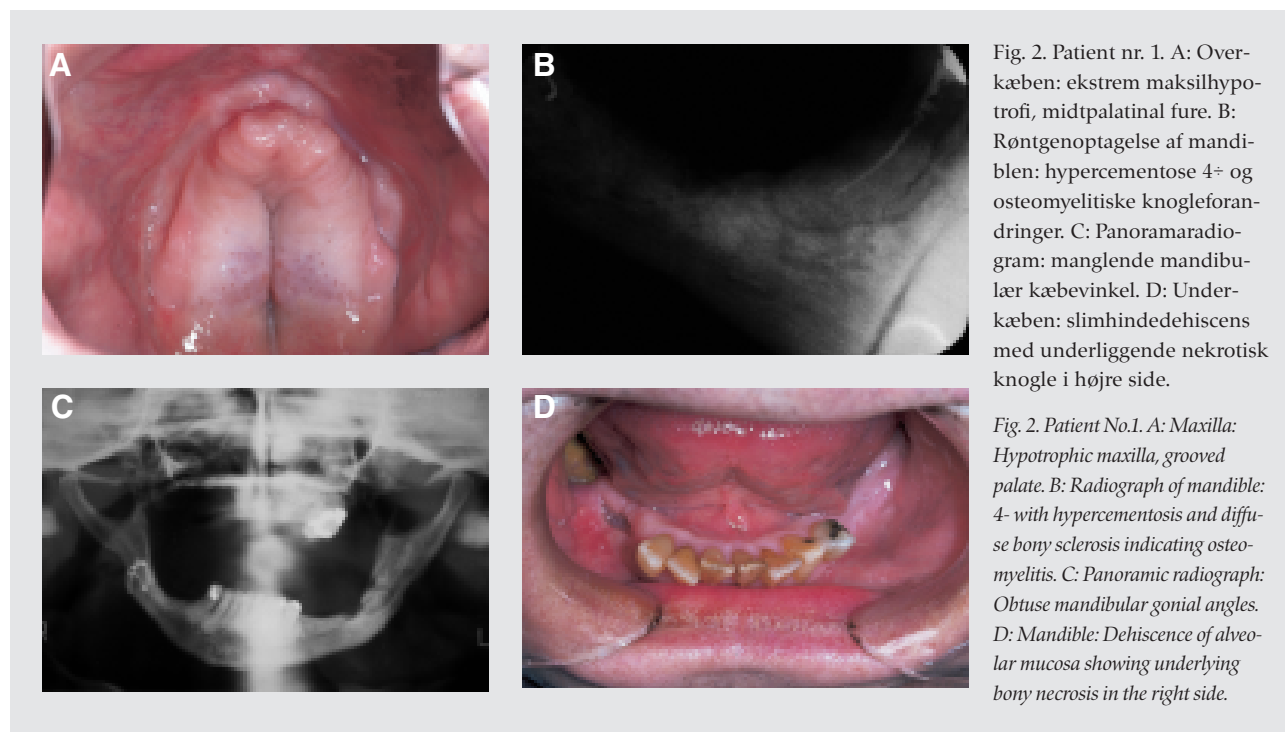 A
B
C
R
L
D
Fig. 2. Patient nr. 1. A: Over-
kæben: ekstrem maksilhypo-
trofi, midtpalatinal fure. B:
Røntgenoptagelse af mandi-
blen: hypercementose 4÷ og
osteomyelitiske knogleforan-
dringer. C: Panoramaradio-
gram: manglende mandibu-
lær kæbevinkel. D: Under-
kæben: slimhindedehiscens
med underliggende nekrotisk
knogle i højre side.
Fig. 2. Patient No.1. A: Maxilla:
Hypotrophic maxilla, grooved
palate. B: Radiograph of mandible:
4- with hypercementosis and diffu-
se bony sclerosis indicating osteo-
myelitis. C: Panoramic radiograph:
Obtuse mandibular gonial angles.
D: Mandible: Dehiscence of alveo-
lar mucosa showing underlying
bony necrosis in the right side.